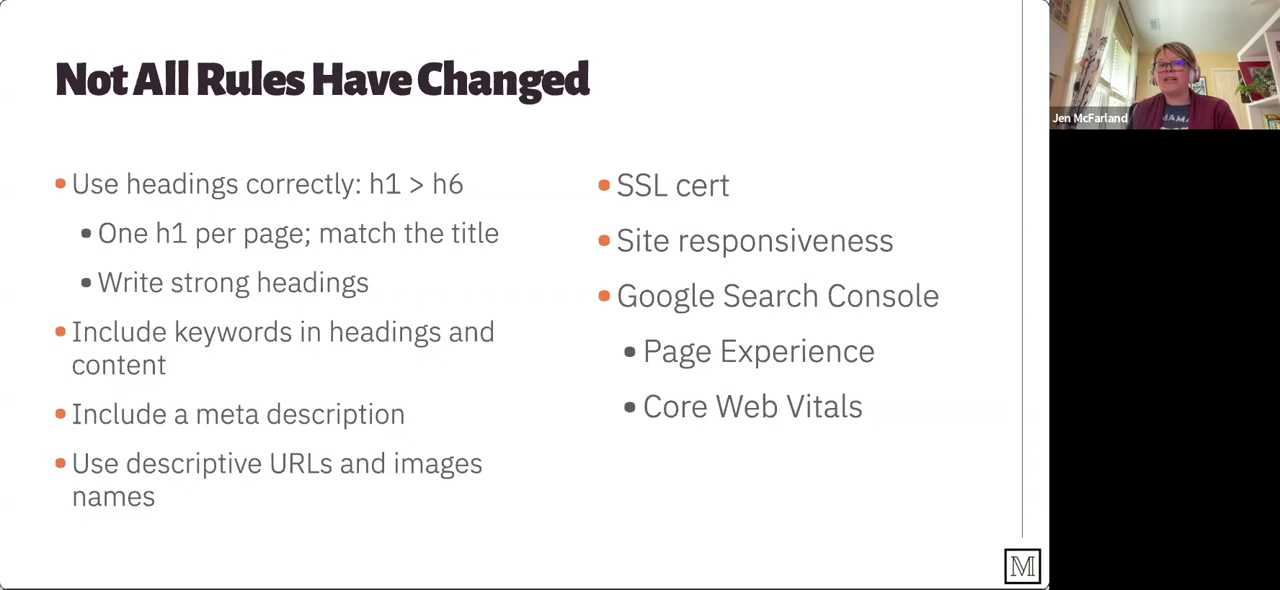 Not All Rules Have Changed
Use headings correctly: h1 > h6
One h1 per page; match the title
Write strong headings
Include keywords in headings and
content
Include a meta description
Use descriptive URLs and images
names
SSL cert
Site responsiveness
Google Search Console
Page Experience
Core Web Vitals
M
Jen McFarland
MAMA